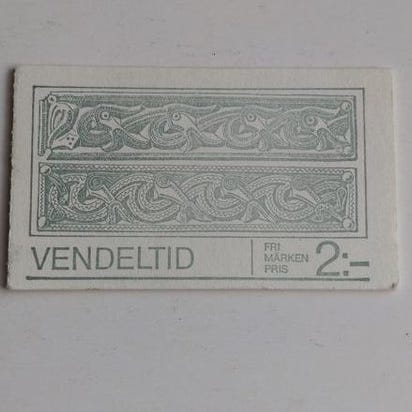 VENDELTID
FRI
MÄRKEN
PRIS
2:-